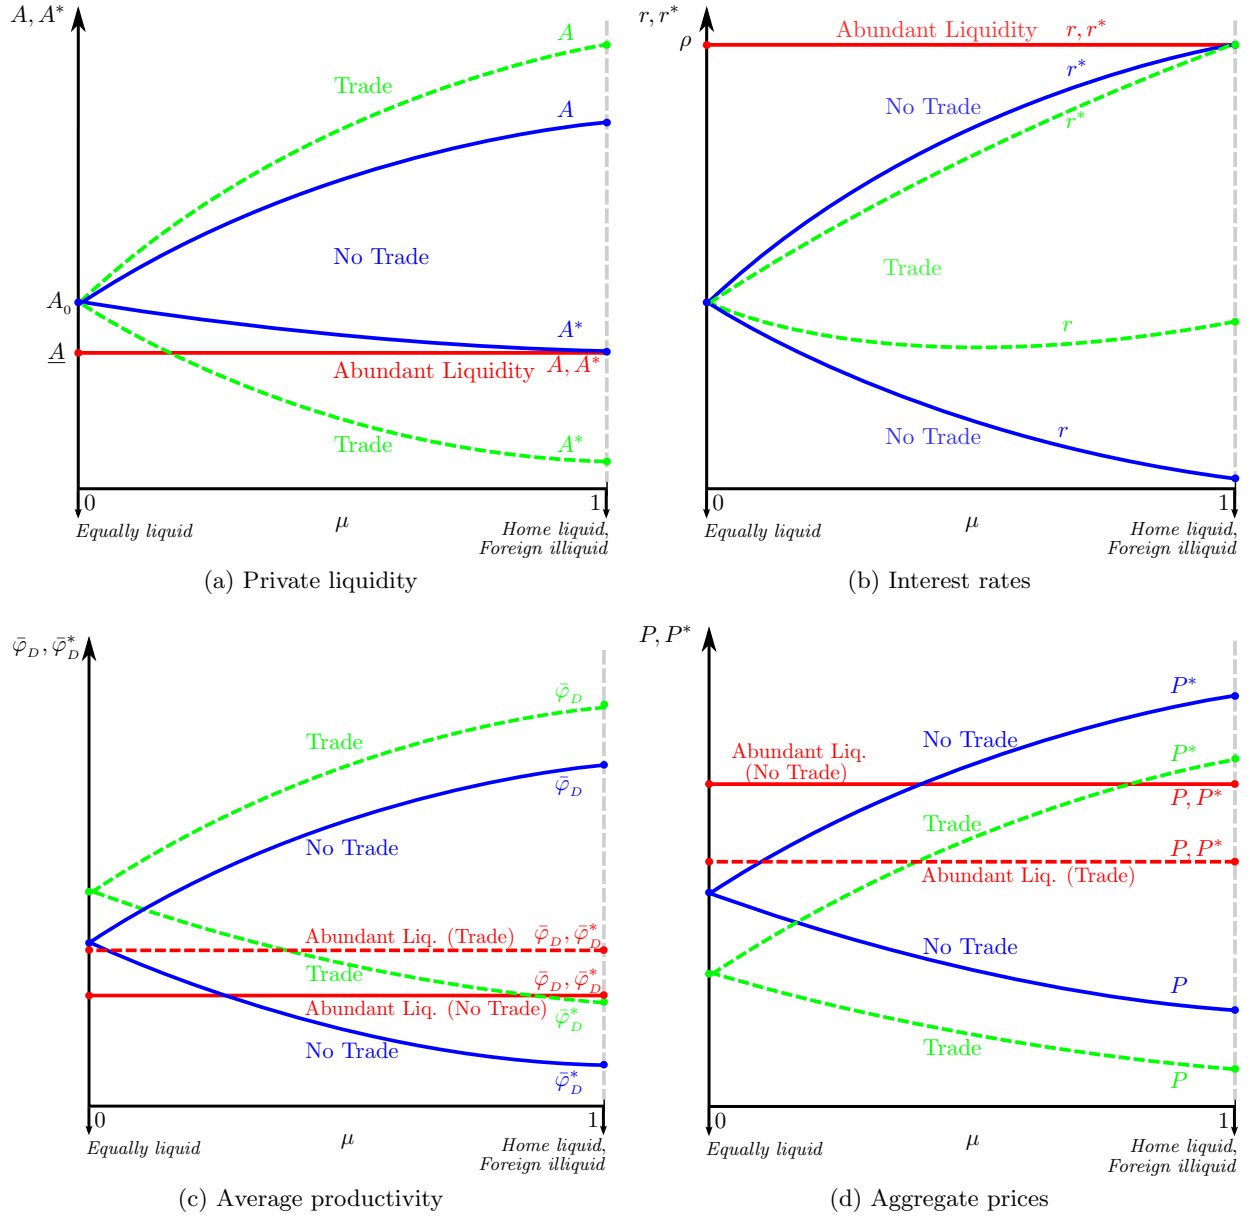 A, A*
A
Trade
A
No Trade
A₀
A*
A̲
Abundant Liquidity
A, A*
Trade
A*
0
1
Equally liquid
μ
Home liquid,
Foreign illiquid
(a) Private liquidity
r, r*
ρ
Abundant Liquidity
r, r*
r*
No Trade
r*
Trade
r
No Trade
r
0
1
Equally liquid
μ
Home liquid,
Foreign illiquid
(b) Interest rates
φ̄_D, φ̄*_D
φ̄_D
Trade
φ̄_D
No Trade
Abundant Liq. (Trade)
φ̄_D, φ̄*_D
Trade
φ̄_D, φ̄*_D
Abundant Liq. (No Trade)
φ̄*_D
No Trade
φ̄*_D
0
1
Equally liquid
μ
Home liquid,
Foreign illiquid
(c) Average productivity
P, P*
P*
No Trade
Abundant Liq.
(No Trade)
P*
P, P*
Trade
P, P*
Abundant Liq. (Trade)
No Trade
P
Trade
P
0
1
Equally liquid
μ
Home liquid,
Foreign illiquid
(d) Aggregate prices